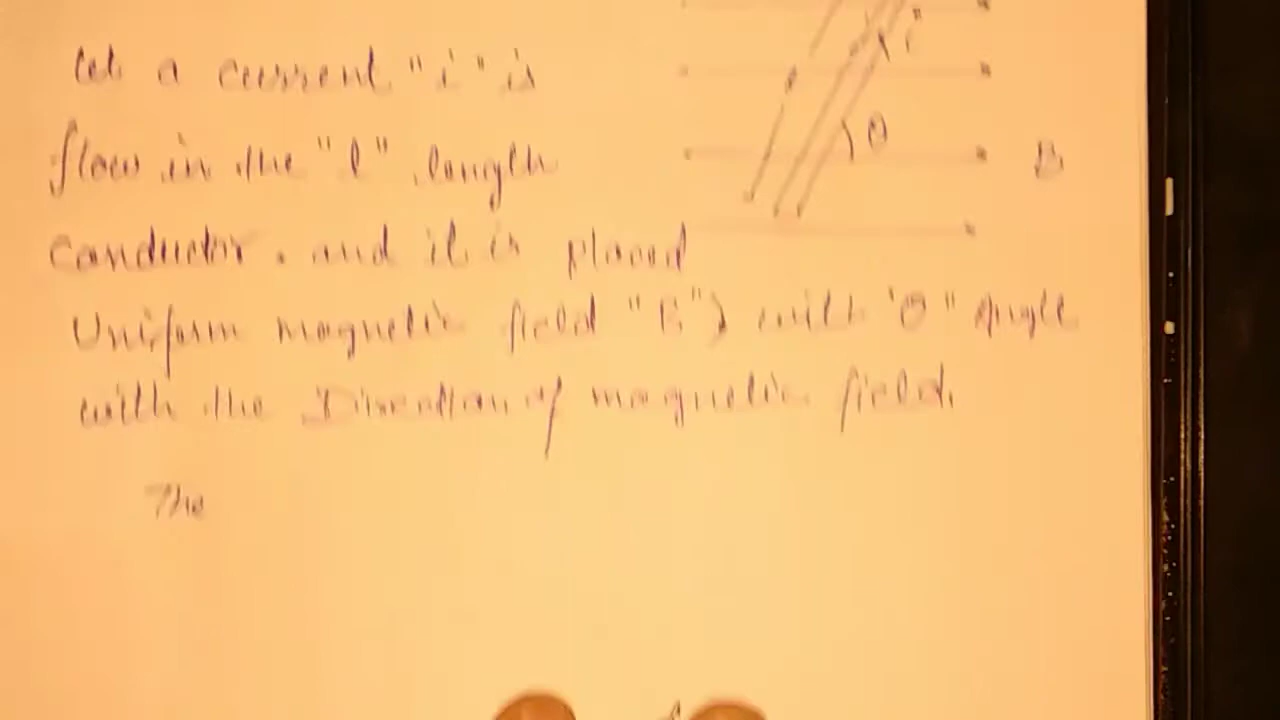 i
θ
B
let a current "i" is
flow in the "l" length
conductor. and it is placed
Uniform magnetic field "B") with "θ" angle
with the Direction of magnetic field.
The